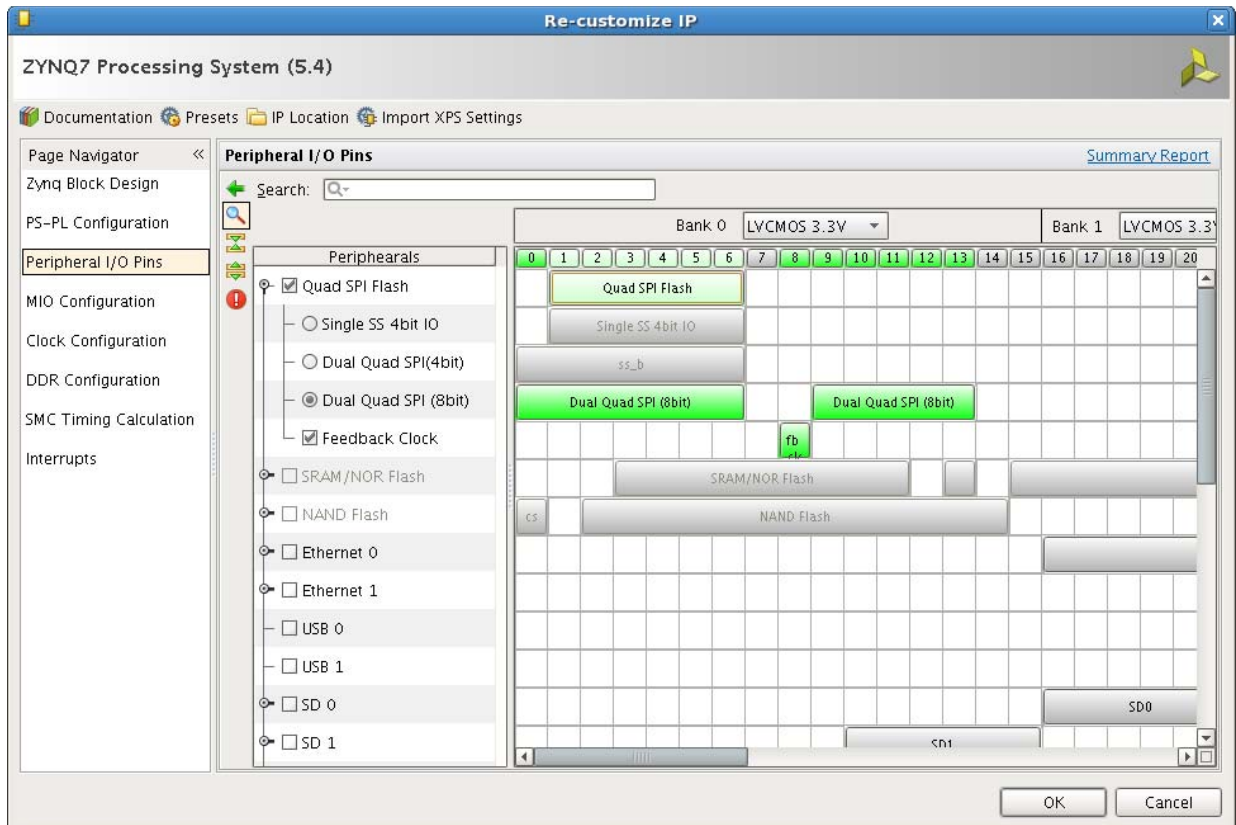 Re-customize IP
ZYNQ7 Processing System (5.4)
Documentation Presets IP Location Import XPS Settings
Page Navigator «
Zynq Block Design
PS-PL Configuration
Peripheral I/O Pins
MIO Configuration
Clock Configuration
DDR Configuration
SMC Timing Calculation
Interrupts
Peripheral I/O Pins Summary Report
Search:
Bank 0 LVCMOS 3.3V Bank 1 LVCMOS 3.3V
Periphearals 0 1 2 3 4 5 6 7 8 9 10 11 12 13 14 15 16 17 18 19 20
Quad SPI Flash Quad SPI Flash
Single SS 4bit IO Single SS 4bit IO
Dual Quad SPI(4bit) ss_b
Dual Quad SPI (8bit) Dual Quad SPI (8bit) Dual Quad SPI (8bit)
Feedback Clock fb clk
SRAM/NOR Flash SRAM/NOR Flash
NAND Flash cs NAND Flash
Ethernet 0
Ethernet 1
USB 0
USB 1
SD 0 SD0
SD 1 SD1
OK Cancel